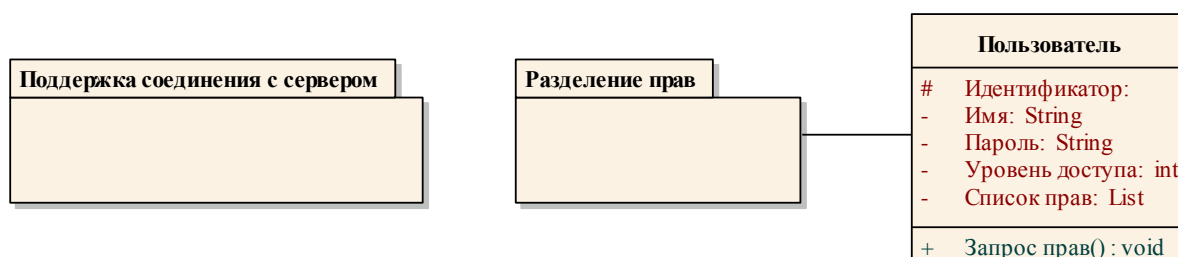 Поддержка соединения с сервером
Разделение прав
Пользователь
# Идентификатор:
- Имя: String
- Пароль: String
- Уровень доступа: int
- Список прав: List
+ Запрос прав() : void